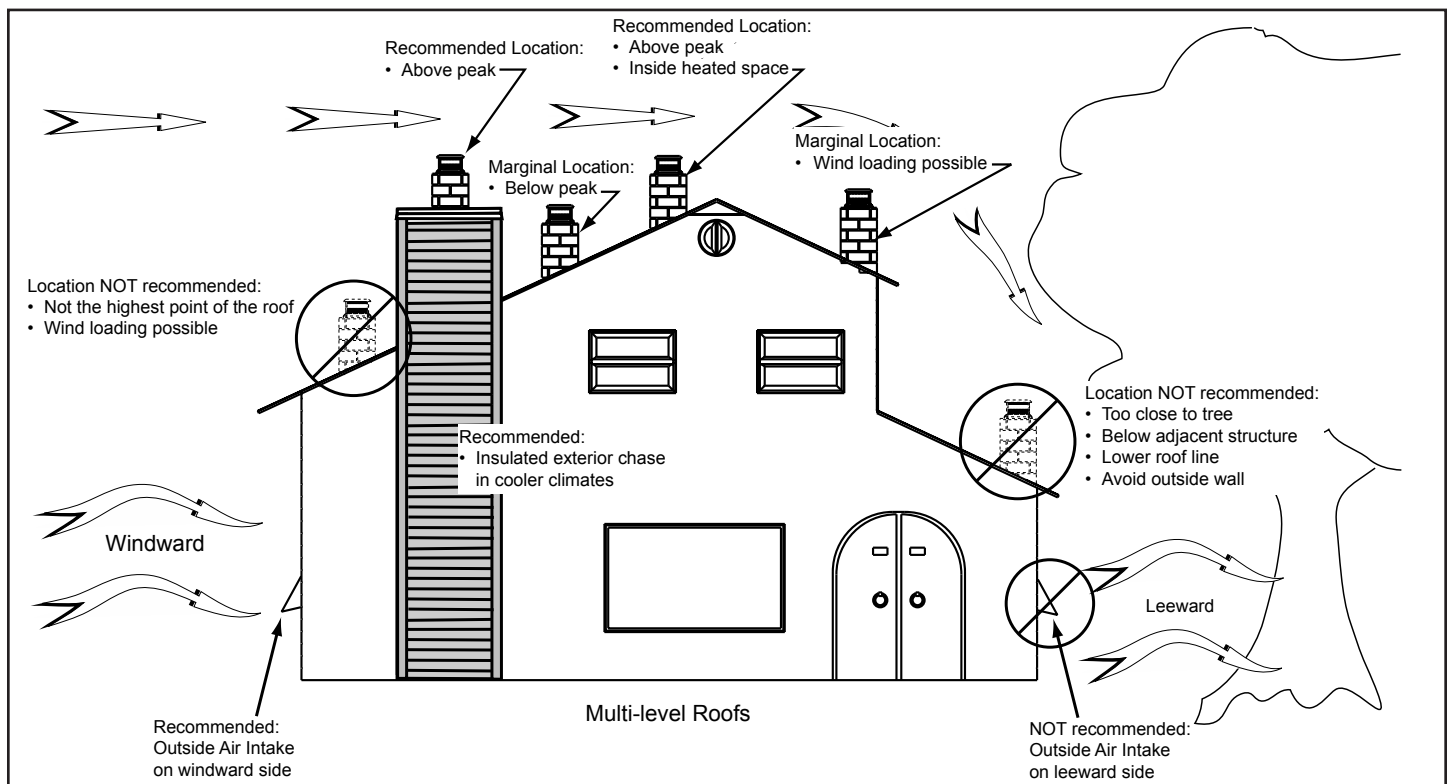 Recommended Location:
• Above peak
Recommended Location:
• Above peak
• Inside heated space
Marginal Location:
• Below peak
Marginal Location:
• Wind loading possible
Location NOT recommended:
• Not the highest point of the roof
• Wind loading possible
Location NOT recommended:
• Too close to tree
• Below adjacent structure
• Lower roof line
• Avoid outside wall
Recommended:
• Insulated exterior chase
in cooler climates
Windward
Leeward
Multi-level Roofs
Recommended:
Outside Air Intake
on windward side
NOT recommended:
Outside Air Intake
on leeward side